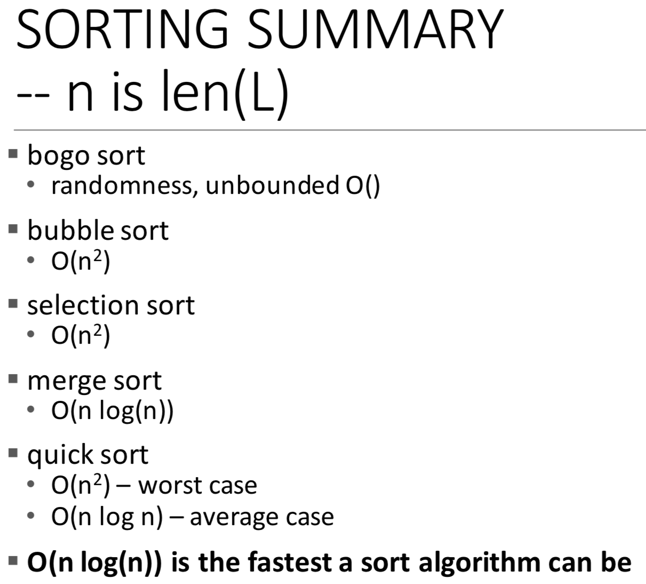 SORTING SUMMARY
-- n is len(L)
▪ bogo sort
• randomness, unbounded O()
▪ bubble sort
• O(n²)
▪ selection sort
• O(n²)
▪ merge sort
• O(n log(n))
▪ quick sort
• O(n²) – worst case
• O(n log n) – average case
▪ O(n log(n)) is the fastest a sort algorithm can be